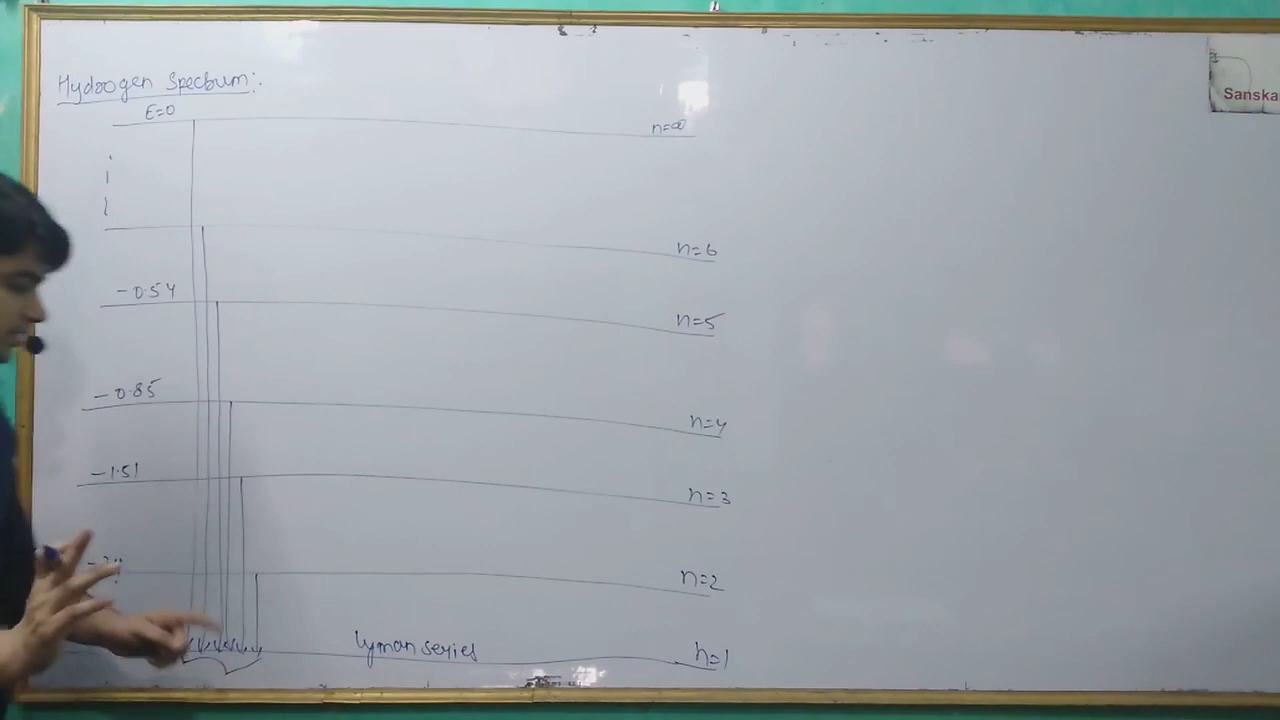 Hydrogen Spectrum:.
E=0
n=∞
n=6
-0.54
n=5
-0.85
n=4
-1.51
n=3
n=2
Lyman series
n=1
Sanska